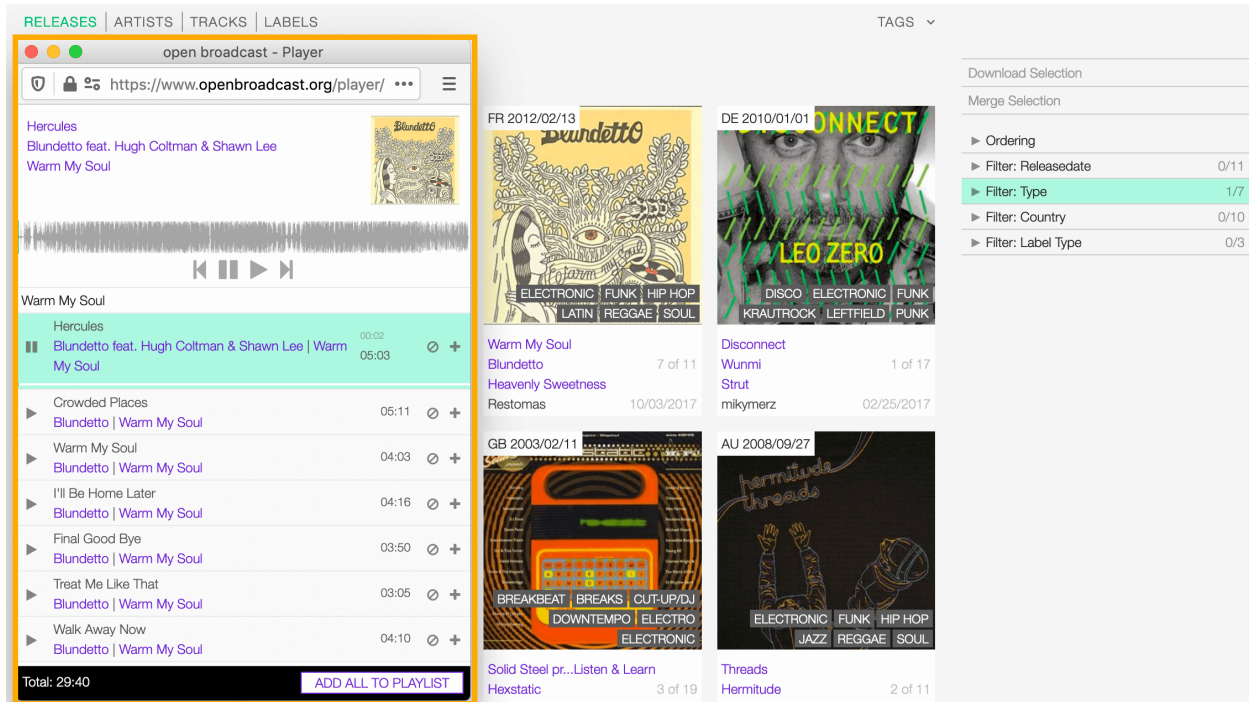 RELEASES
ARTISTS
TRACKS
LABELS
TAGS
open broadcast - Player
https://www.openbroadcast.org/player/
Hercules
Blundetto feat. Hugh Coltman & Shawn Lee
Warm My Soul
Blundetto
Warm My Soul
Hercules
Blundetto feat. Hugh Coltman & Shawn Lee | Warm
My Soul
00:02
05:03
Crowded Places
Blundetto | Warm My Soul
05:11
Warm My Soul
Blundetto | Warm My Soul
04:03
I'll Be Home Later
Blundetto | Warm My Soul
04:16
Final Good Bye
Blundetto | Warm My Soul
03:50
Treat Me Like That
Blundetto | Warm My Soul
03:05
Walk Away Now
Blundetto | Warm My Soul
04:10
Total: 29:40
ADD ALL TO PLAYLIST
FR 2012/02/13
Blundetto
Warm My Soul
ELECTRONIC FUNK HIP HOP
LATIN REGGAE SOUL
Warm My Soul
Blundetto 7 of 11
Heavenly Sweetness
Restomas 10/03/2017
DE 2010/01/01
DISCONNECT
LEO ZERO
DISCO ELECTRONIC FUNK
KRAUTROCK LEFTFIELD PUNK
Disconnect
Wunmi 1 of 17
Strut
mikymerz 02/25/2017
GB 2003/02/11
BREAKBEAT BREAKS CUT-UP/DJ
DOWNTEMPO ELECTRO
ELECTRONIC
Solid Steel pr...Listen & Learn
Hexstatic 3 of 19
AU 2008/09/27
hermitude
threads
ELECTRONIC FUNK HIP HOP
JAZZ REGGAE SOUL
Threads
Hermitude 2 of 11
Download Selection
Merge Selection
Ordering
Filter: Releasedate 0/11
Filter: Type 1/7
Filter: Country 0/10
Filter: Label Type 0/3